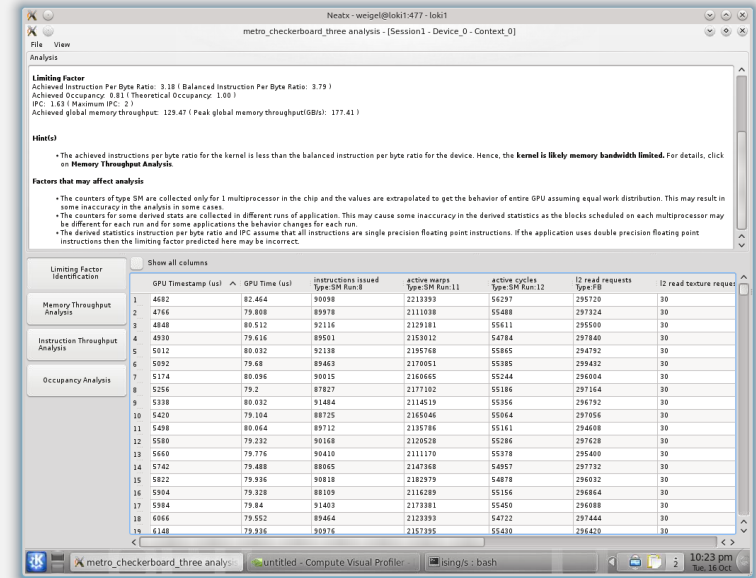 Neatx - weigel@loki1:477 - loki1
metro_checkerboard_three analysis - [Session1 - Device_0 - Context_0]
File View
Analysis
Limiting Factor
Achieved Instruction Per Byte Ratio: 3.18 ( Balanced Instruction Per Byte Ratio: 3.79 )
Achieved Occupancy: 0.81 ( Theoretical Occupancy: 1.00 )
IPC: 1.63 ( Maximum IPC: 2 )
Achieved global memory throughput: 129.47 ( Peak global memory throughput(GB/s): 177.41 )
Hint(s)
• The achieved instructions per byte ratio for the kernel is less than the balanced instruction per byte ratio for the device. Hence, the kernel is likely memory bandwidth limited. For details, click
on Memory Throughput Analysis.
Factors that may affect analysis
• The counters of type SM are collected only for 1 multiprocessor in the chip and the values are extrapolated to get the behavior of entire GPU assuming equal work distribution. This may result in
some inaccuracy in the analysis in some cases.
• The counters for some derived stats are collected in different runs of application. This may cause some inaccuracy in the derived statistics as the blocks scheduled on each multiprocessor may
be different for each run and for some applications the behavior changes for each run.
• The derived statistics instruction per byte ratio and IPC assume that all instructions are single precision floating point instructions. If the application uses double precision floating point
instructions then the limiting factor predicted here may be incorrect.
Limiting Factor
Identification
Memory Throughput
Analysis
Instruction Throughput
Analysis
Occupancy Analysis
Show all columns
GPU Timestamp (us) GPU Time (us) instructions issued Type:SM Run:8 active warps Type:SM Run:11 active cycles Type:SM Run:12 l2 read requests Type:FB l2 read texture reques
1 4682 82.464 90098 2213393 56297 295720 30
2 4766 79.808 89978 2111038 55488 297324 30
3 4848 80.512 92116 2129181 55611 295500 30
4 4930 79.616 89501 2153012 54784 297840 30
5 5012 80.032 92138 2195768 55865 294792 30
6 5092 79.68 89463 2170051 55385 299432 30
7 5174 80.096 90015 2160665 55244 296004 30
8 5256 79.2 87827 2177102 55186 297164 30
9 5338 80.032 91484 2114519 55356 296792 30
10 5420 79.104 88725 2165046 55064 297056 30
11 5498 80.064 89712 2135786 55161 294608 30
12 5580 79.232 90168 2120528 55286 297628 30
13 5660 79.776 90410 2111170 55378 295400 30
14 5742 79.488 88065 2147368 54957 297732 30
15 5822 79.936 90818 2182979 54878 296032 30
16 5904 79.328 88109 2116289 55156 296864 30
17 5984 79.84 91403 2173381 55450 296088 30
18 6066 79.552 89464 2123393 54722 297444 30
19 6148 79.936 90976 2157395 55430 296420 30
metro_checkerboard_three analysi
untitled - Compute Visual Profiler -
ising/s : bash
2
10:23 pm
Tue, 16 Oct